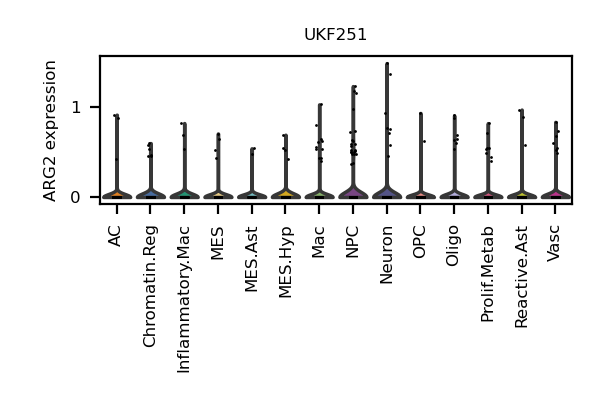 UKF251
ARG2 expression
1
0
AC
Chromatin.Reg
Inflammatory.Mac
MES
MES.Ast
MES.Hyp
Mac
NPC
Neuron
OPC
Oligo
Prolif.Metab
Reactive.Ast
Vasc